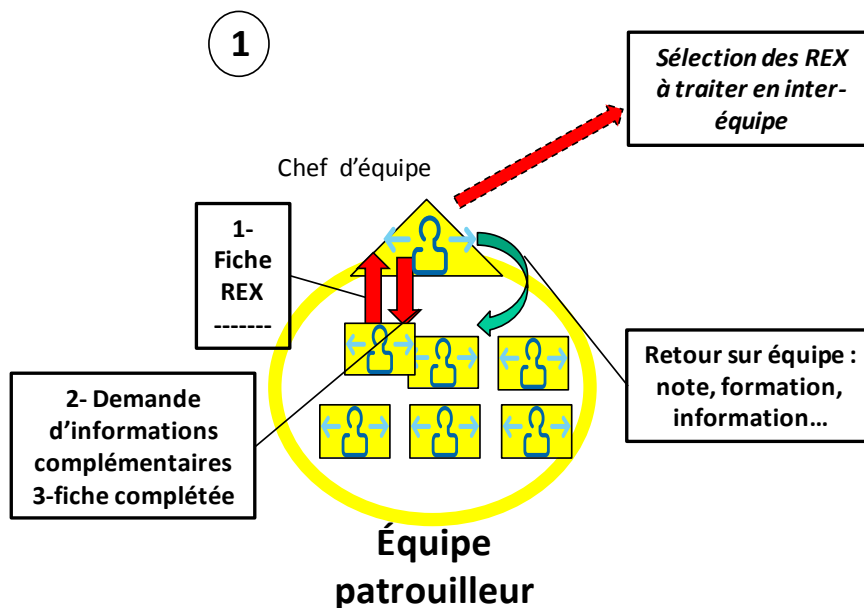 1
Sélection des REX
à traiter en inter-
équipe
Chef d’équipe
1-
Fiche
REX
-------
Retour sur équipe :
note, formation,
information…
2- Demande
d’informations
complémentaires
3-fiche complétée
Équipe
patrouilleur